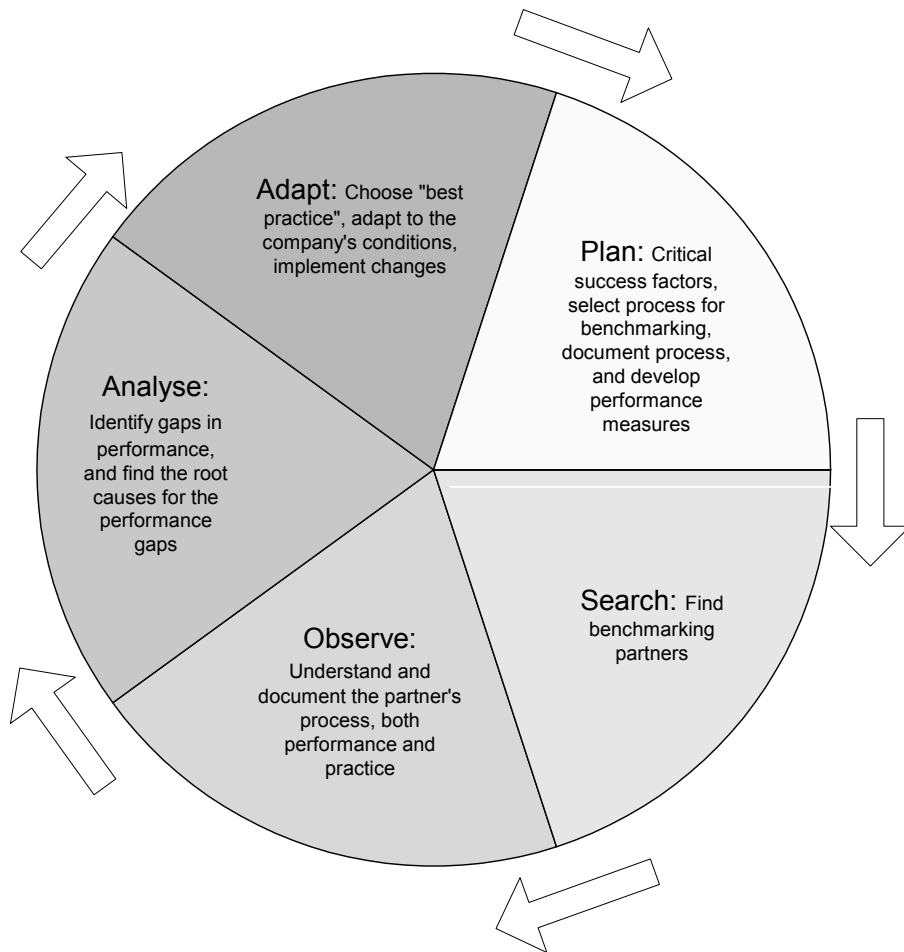 Adapt: Choose "best
practice", adapt to the
company's conditions,
implement changes
Plan: Critical
success factors,
select process for
benchmarking,
document process,
and develop
performance
measures
Search: Find
benchmarking
partners
Observe:
Understand and
document the partner's
process, both
performance and
practice
Analyse:
Identify gaps in
performance,
and find the root
causes for the
performance
gaps